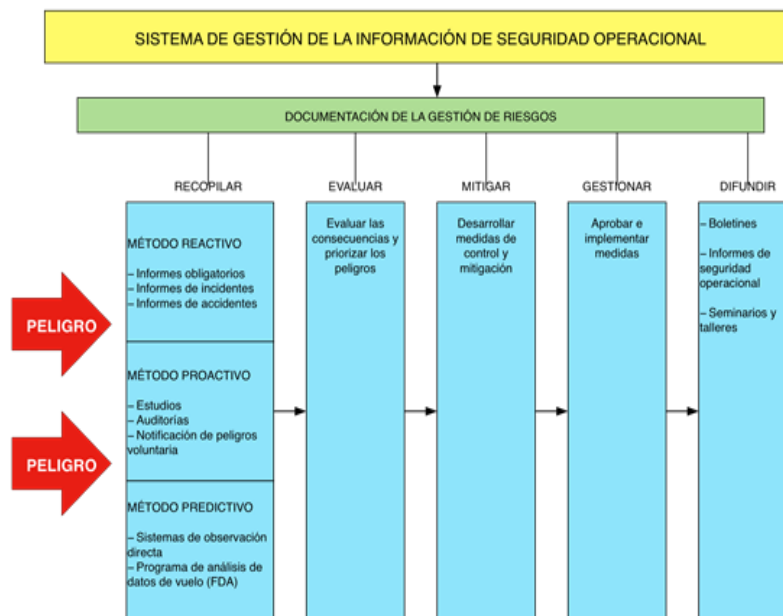 SISTEMA DE GESTIÓN DE LA INFORMACIÓN DE SEGURIDAD OPERACIONAL
DOCUMENTACIÓN DE LA GESTIÓN DE RIESGOS
RECOPILAR
EVALUAR
MITIGAR
GESTIONAR
DIFUNDIR
PELIGRO
PELIGRO
MÉTODO REACTIVO
– Informes obligatorios
– Informes de incidentes
– Informes de accidentes
MÉTODO PROACTIVO
– Estudios
– Auditorías
– Notificación de peligros
voluntaria
MÉTODO PREDICTIVO
– Sistemas de observación
directa
– Programa de análisis de
datos de vuelo (FDA)
Evaluar las
consecuencias y
priorizar los
peligros
Desarrollar
medidas de
control y
mitigación
Aprobar e
implementar
medidas
– Boletines
– Informes de
seguridad
operacional
– Seminarios y
talleres